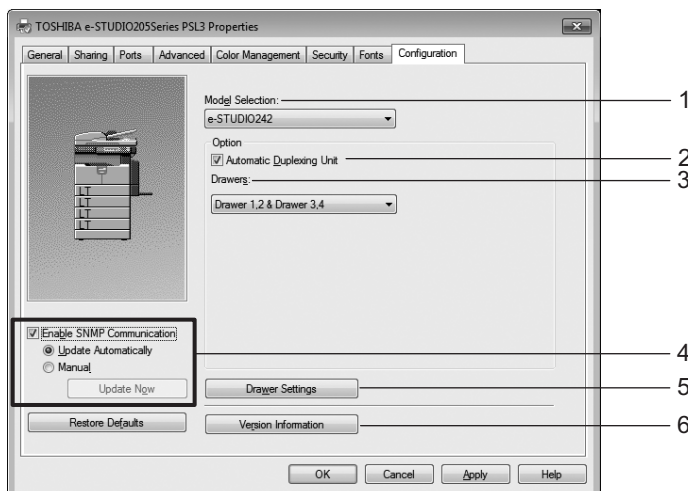 TOSHIBA e-STUDIO205Series PSL3 Properties
General Sharing Ports Advanced Color Management Security Fonts Configuration
Model Selection: 1
e-STUDIO242
Option
Automatic Duplexing Unit 2
Drawers: 3
Drawer 1,2 & Drawer 3,4
LT
LT
LT
LT
Enable SNMP Communication
Update Automatically 4
Manual
Update Now Drawer Settings 5
Restore Defaults Version Information 6
OK Cancel Apply Help